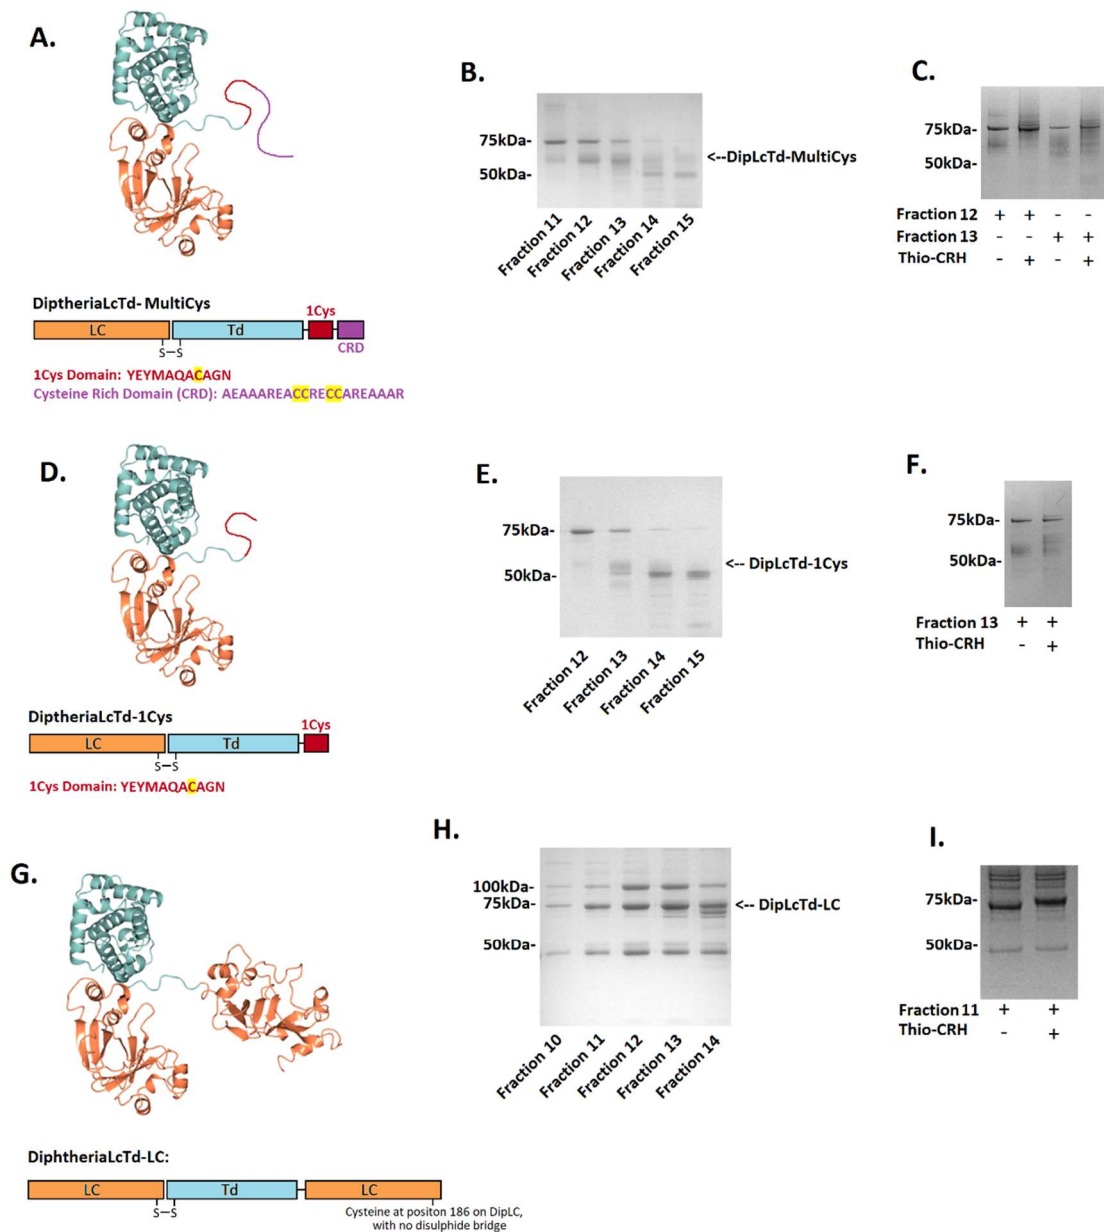 A.
DiptheriaLcTd- MultiCys
1Cys
LC
Td
CRD
S–S
1Cys Domain: YEYMAQACAGN
Cysteine Rich Domain (CRD): AEAAAREACCRECCAREAAAR
B.
75kDa-
50kDa-
<--DipLcTd-MultiCys
Fraction 11
Fraction 12
Fraction 13
Fraction 14
Fraction 15
C.
75kDa-
50kDa-
Fraction 12 + + - -
Fraction 13 - - + +
Thio-CRH - + - +
D.
DiptheriaLcTd-1Cys
1Cys
LC
Td
S–S
1Cys Domain: YEYMAQACAGN
E.
75kDa-
50kDa-
<-- DipLcTd-1Cys
Fraction 12
Fraction 13
Fraction 14
Fraction 15
F.
75kDa-
50kDa-
Fraction 13 + +
Thio-CRH - +
G.
DiphtheriaLcTd-LC:
LC
Td
LC
S–S
Cysteine at positon 186 on DipLC,
with no disulphide bridge
H.
100kDa-
75kDa-
50kDa-
<-- DipLcTd-LC
Fraction 10
Fraction 11
Fraction 12
Fraction 13
Fraction 14
I.
75kDa-
50kDa-
Fraction 11 + +
Thio-CRH - +